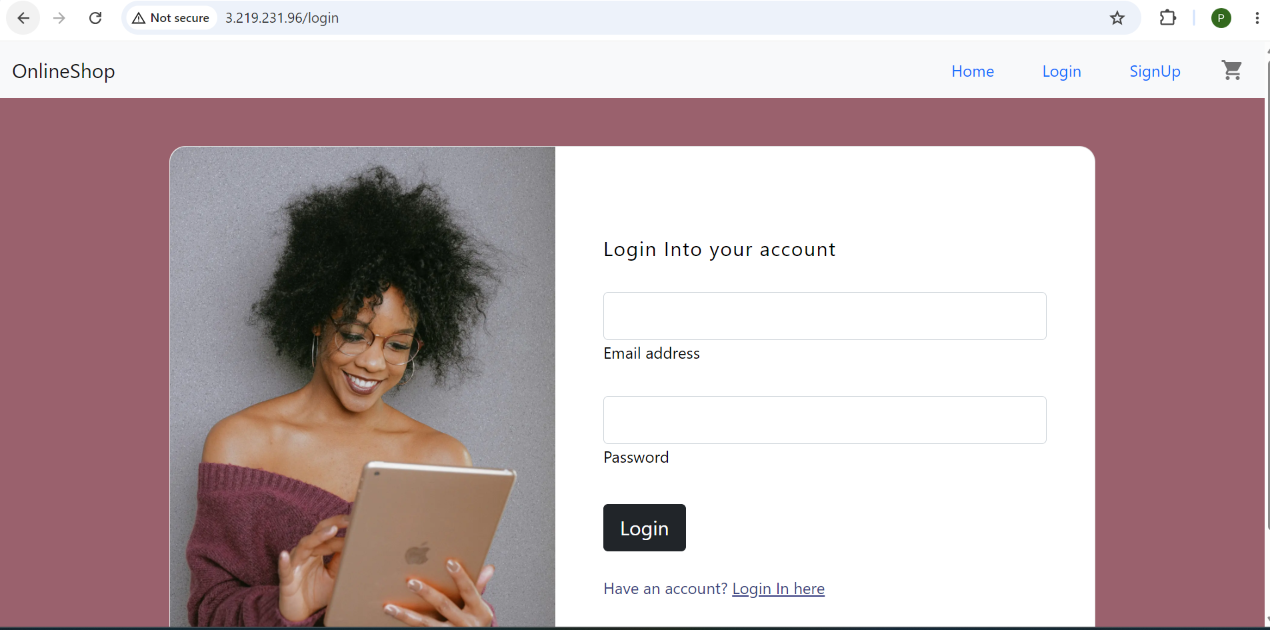 Not secure 3.219.231.96/login P
OnlineShop Home Login SignUp
Login Into your account
Email address
Password
Login
Have an account? Login In here